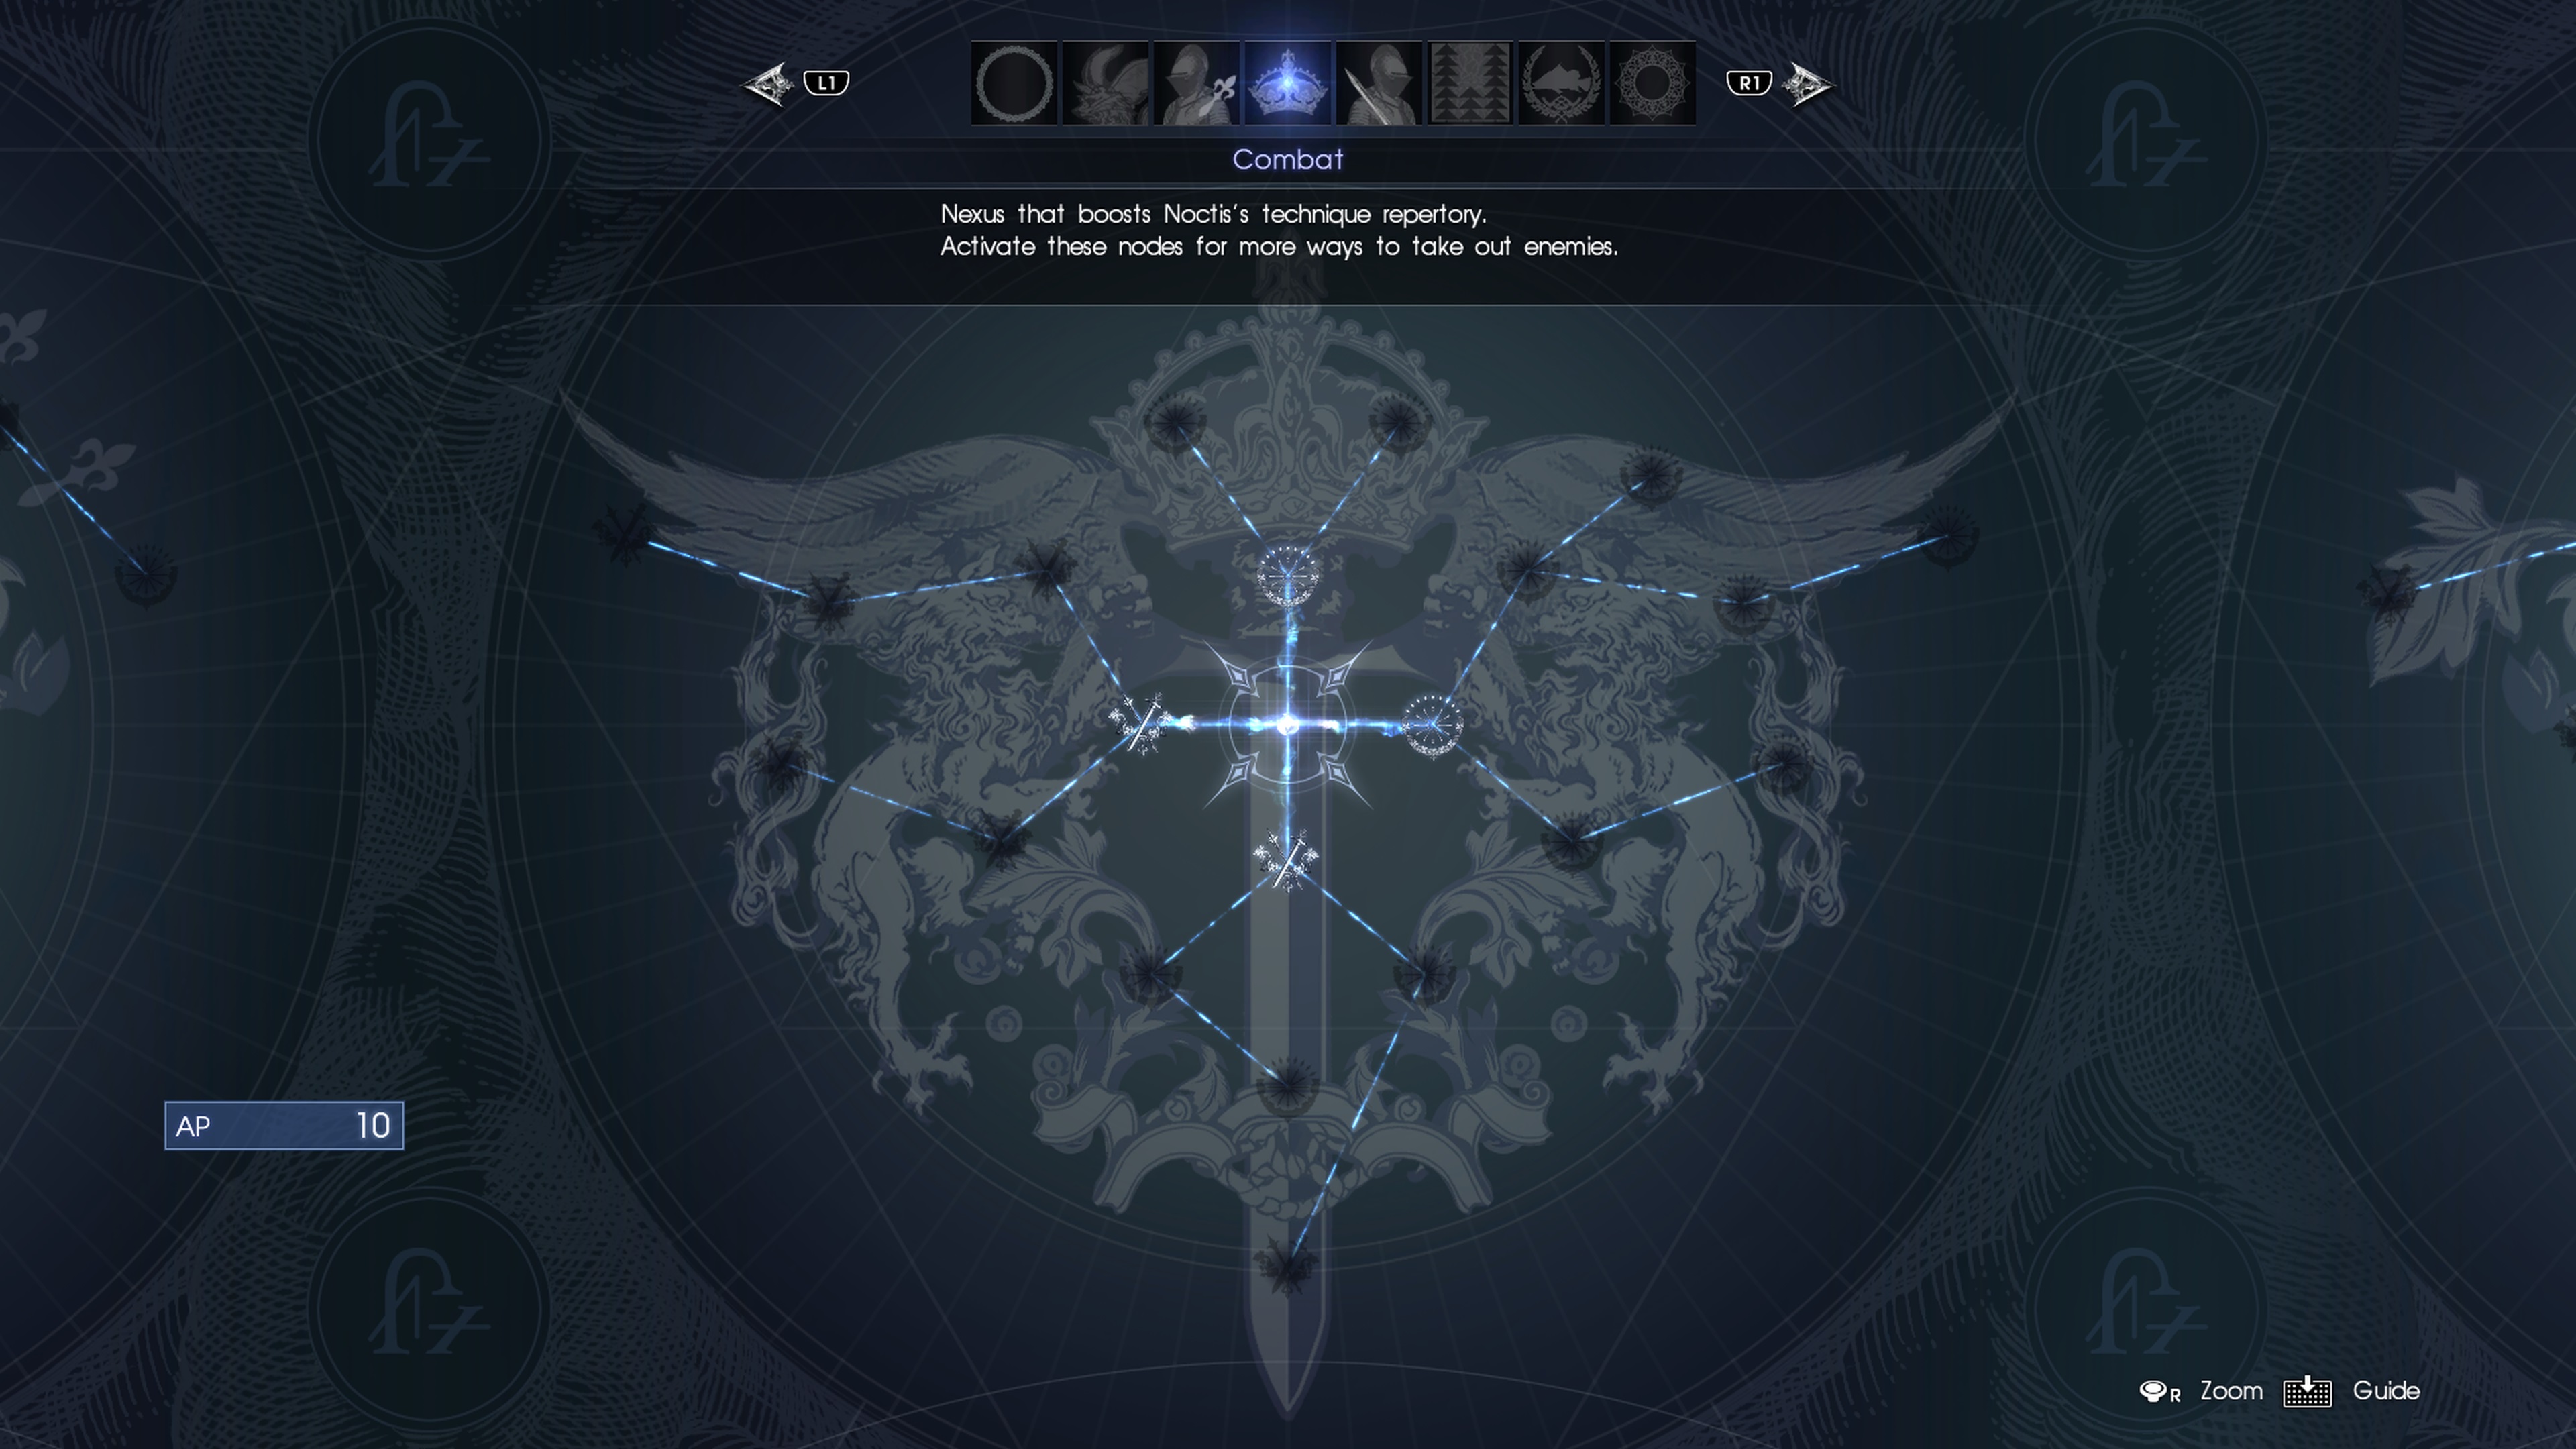 L1
R1
Combat
Nexus that boosts Noctis's technique repertory.
Activate these nodes for more ways to take out enemies.
AP 10
R Zoom Guide